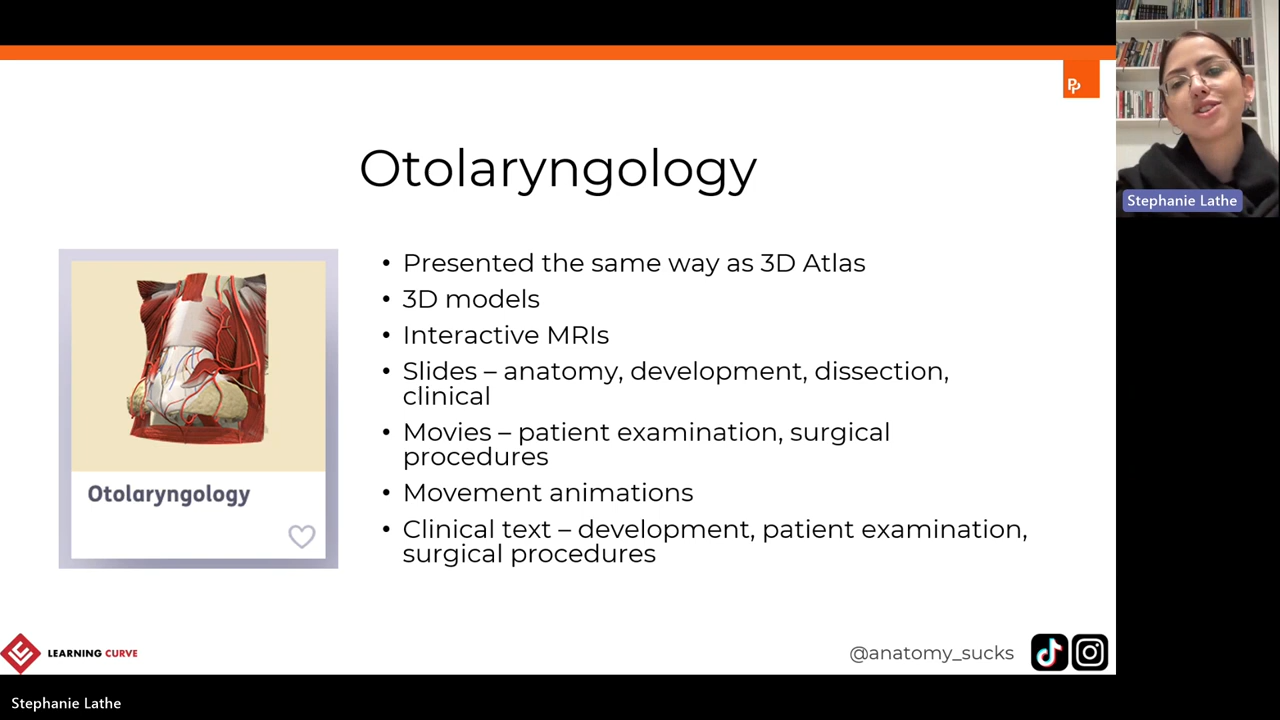 Otolaryngology
• Presented the same way as 3D Atlas
• 3D models
• Interactive MRIs
• Slides – anatomy, development, dissection,
clinical
• Movies – patient examination, surgical
procedures
• Movement animations
• Clinical text – development, patient examination,
surgical procedures
Otolaryngology
LEARNING CURVE
@anatomy_sucks
Stephanie Lathe
Stephanie Lathe